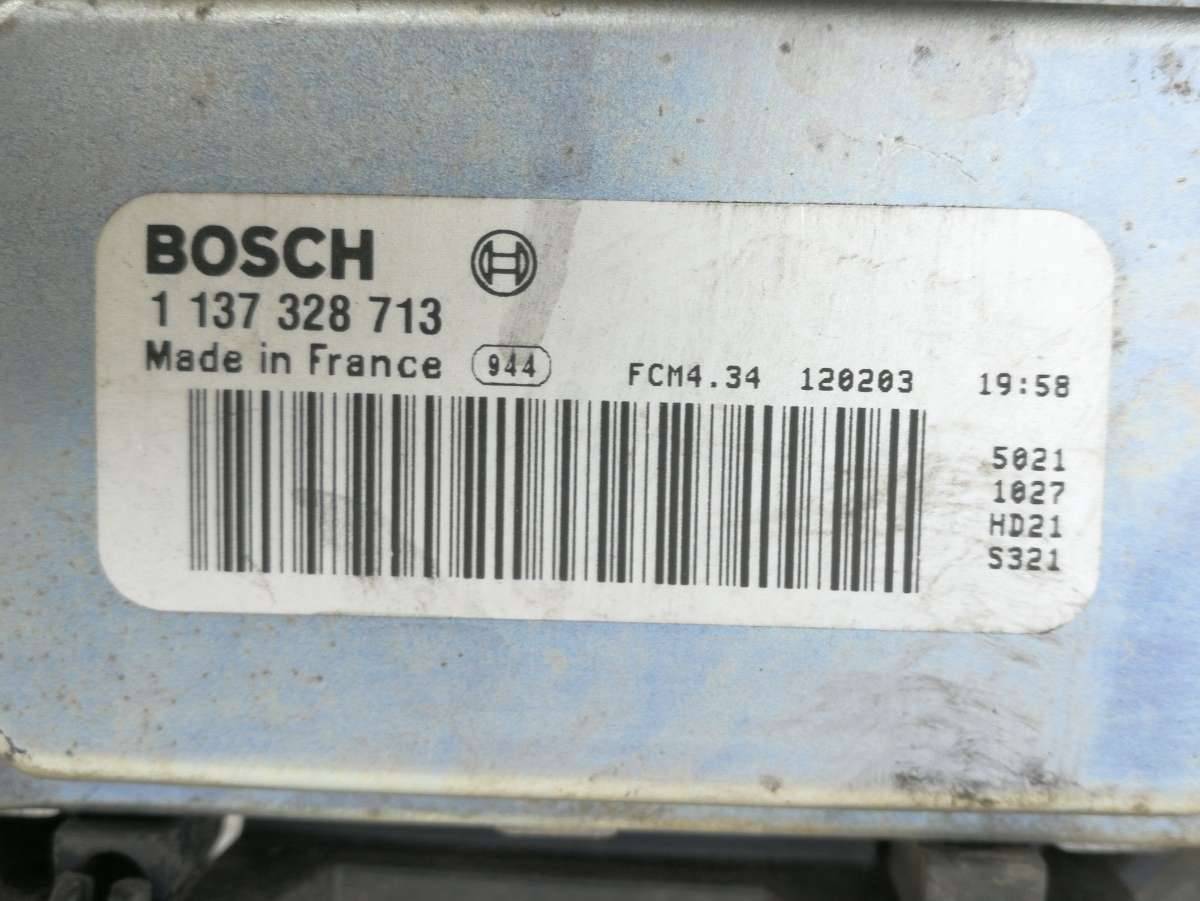 BOSCH
1 137 328 713
Made in France 944 FCM4.34 120203 19:58
5021
1027
HD21
S321